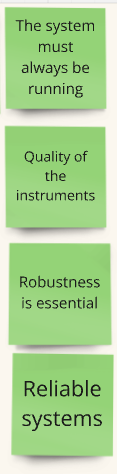 The system
must
always be
running
Quality of
the
instruments
Robustness
is essential
Reliable
systems